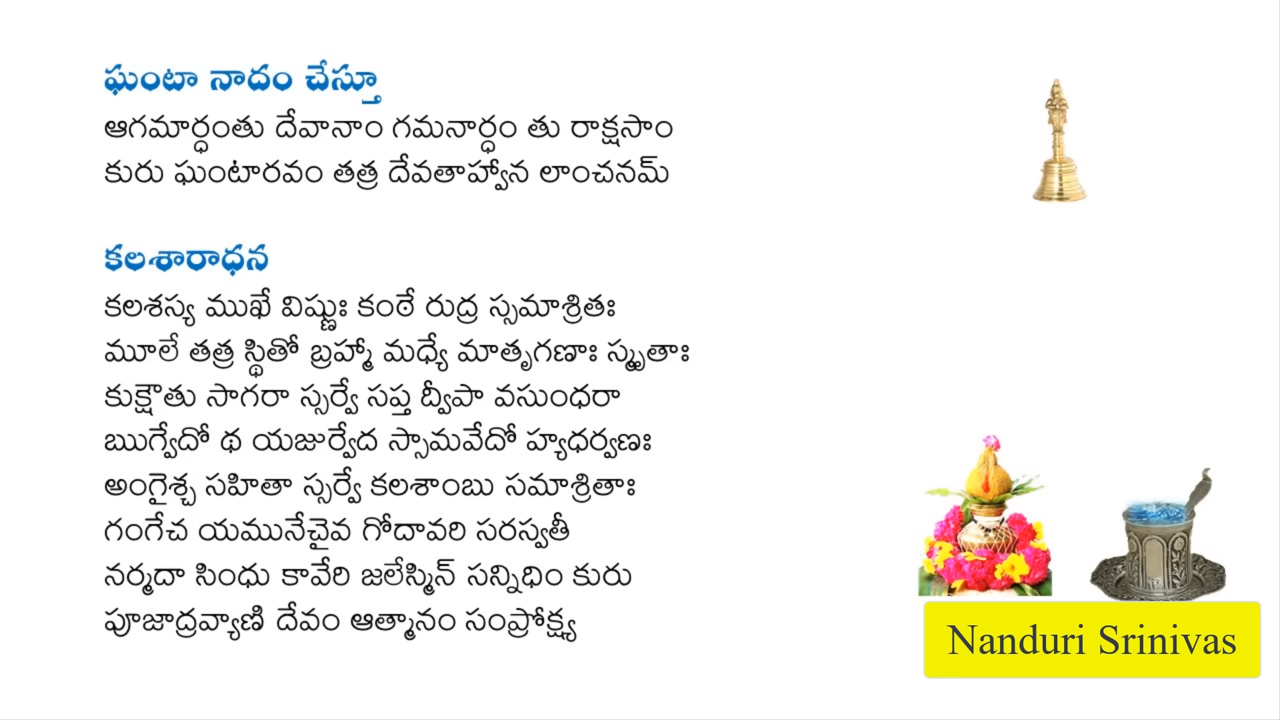 ఘంటా నాదం చేస్తూ
ఆగమార్ధంతు దేవానాం గమనార్ధం తు రాక్షసాం
కురు ఘంటారవం తత్ర దేవతాహ్వాన లాంచనమ్
కలశారాధన
కలశస్య ముఖే విష్ణుః కంఠే రుద్ర స్సమాశ్రితః
మూలే తత్ర స్థితో బ్రహ్మా మధ్యే మాతృగణాః స్మృతాః
కుక్షౌతు సాగరా స్సర్వే సప్త ద్వీపా వసుంధరా
ఋగ్వేదో థ యజుర్వేద స్సామవేదో హ్యధర్వణః
అంగైశ్చ సహితా స్సర్వే కలశాంబు సమాశ్రితాః
గంగేచ యమునేచైవ గోదావరి సరస్వతీ
నర్మదా సింధు కావేరి జలేస్మిన్ సన్నిధిం కురు
పూజాద్రవ్యాణి దేవం ఆత్మానం సంప్రోక్ష్య
Nanduri Srinivas